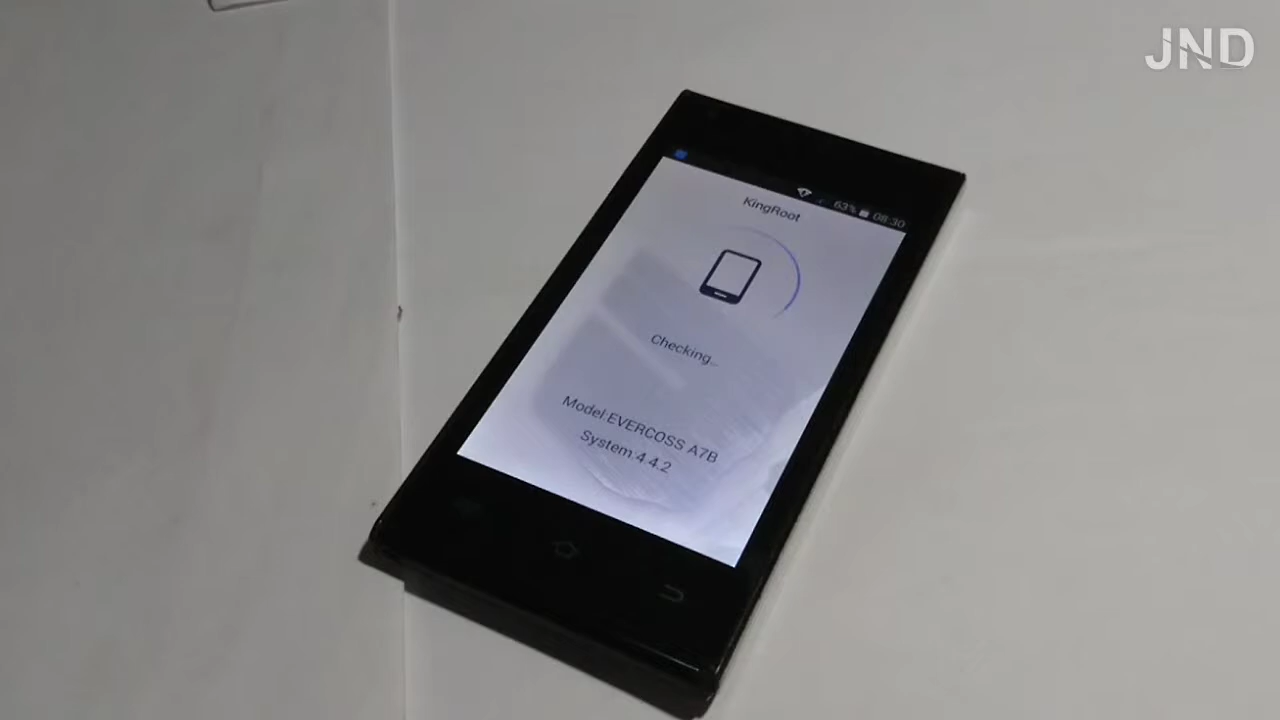 JND
63% 08:30
KingRoot
Checking...
Model:EVERCOSS A7B
System:4.4.2